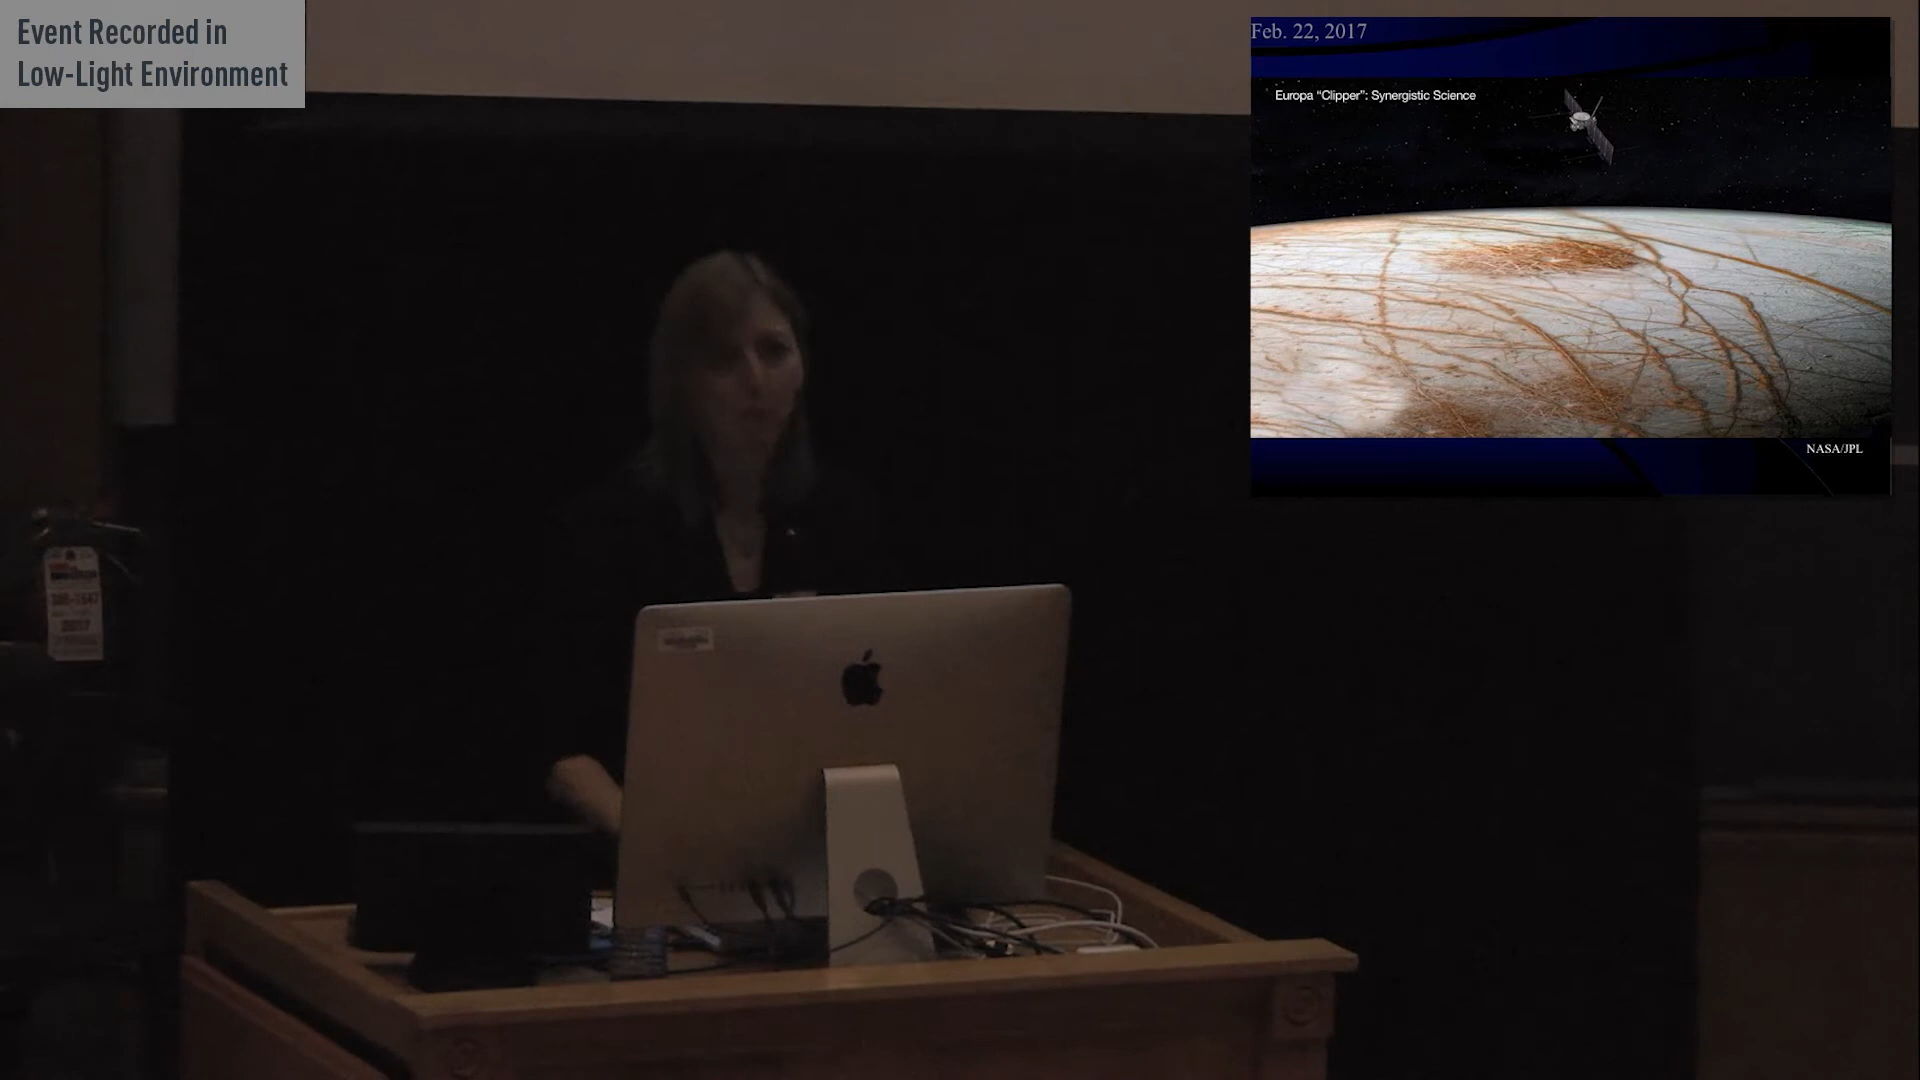 Event Recorded in
Low-Light Environment
Feb. 22, 2017
Europa “Clipper”: Synergistic Science
NASA/JPL